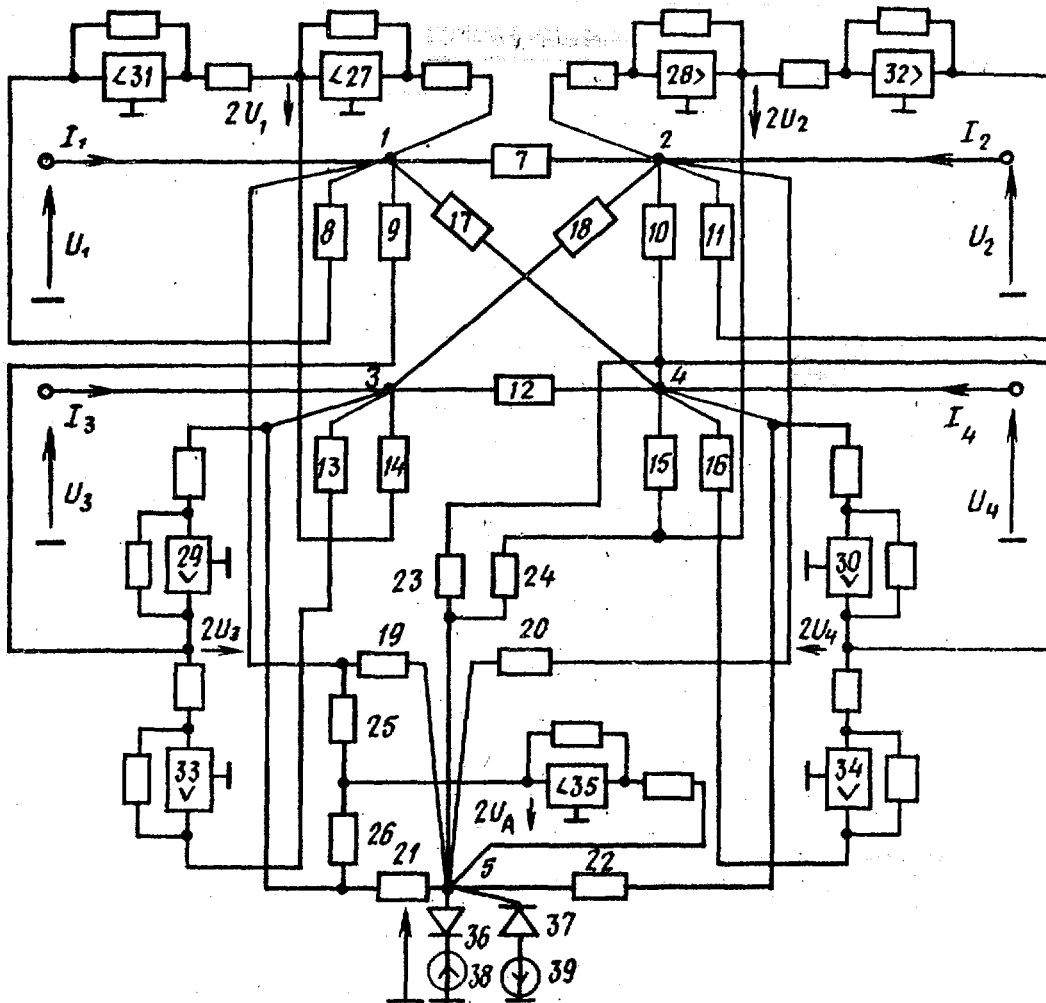 <31 <27 28> 32>
2U₁ 2U₂
I₁ 1 7 2 I₂
U₁ 8 9 17 18 10 11 U₂
I₃ 3 12 4 I₄
U₃ 13 14 15 16 U₄
29 23 24 30
2U₃ 19 20 2U₄
25
33 <35 34
2U_A
26
21 5 22
36 37
38 39